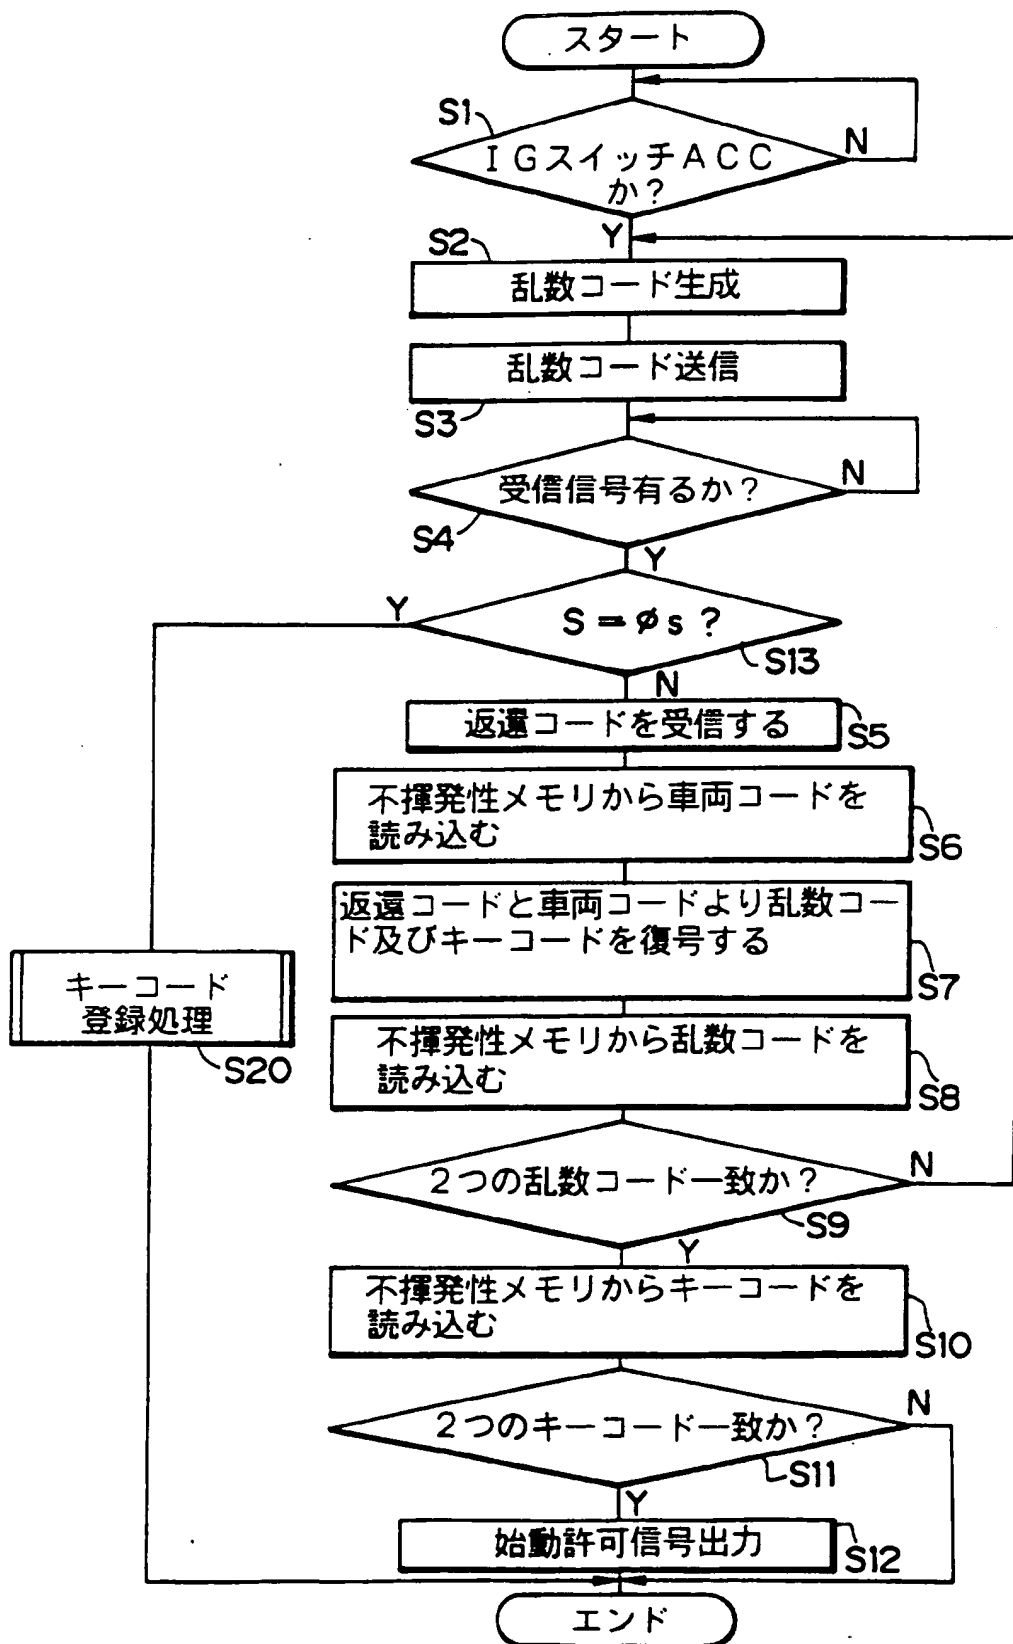 スタート
S1
IGスイッチACC
か?
N
Y
S2
乱数コード生成
乱数コード送信
S3
受信信号有るか?
N
S4
Y
S=øs?
Y
S13
N
返還コードを受信する
S5
不揮発性メモリから車両コードを
読み込む
S6
返還コードと車両コードより乱数コー
ド及びキーコードを復号する
S7
キーコード
登録処理
S20
不揮発性メモリから乱数コードを
読み込む
S8
2つの乱数コード一致か?
N
S9
Y
不揮発性メモリからキーコードを
読み込む
S10
2つのキーコード一致か?
N
S11
Y
始動許可信号出力
S12
エンド